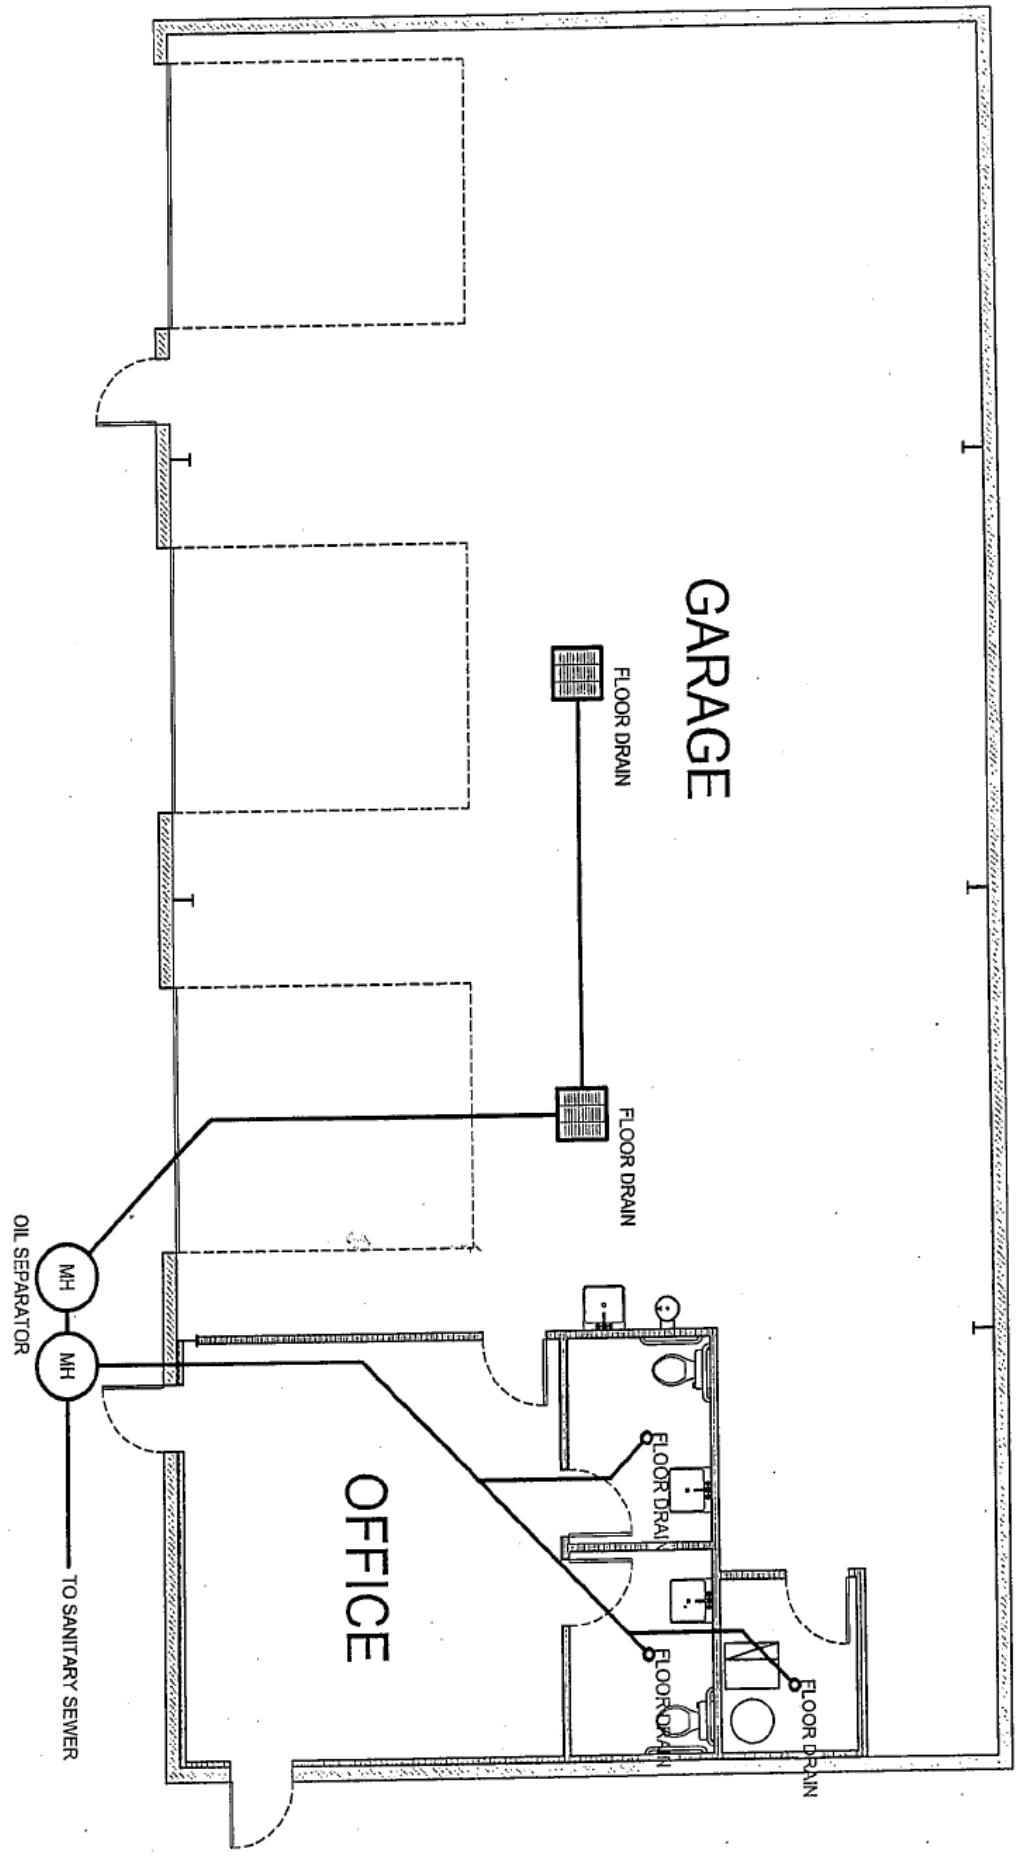 GARAGE
FLOOR DRAIN
FLOOR DRAIN
MH
OIL SEPARATOR
MH
FLOOR DRAIN
OFFICE
FLOOR DRAIN
FLOOR DRAIN
TO SANITARY SEWER